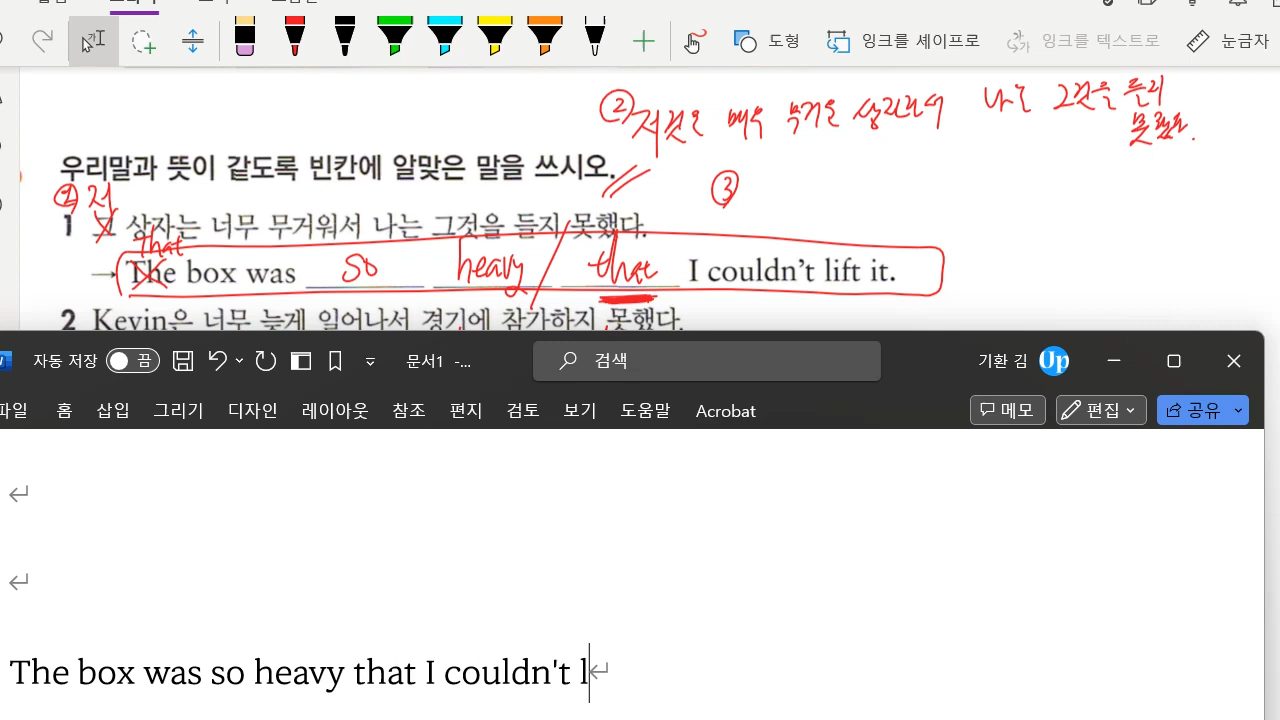 도형 잉크를 셰이프로 잉크를 텍스트로 눈금자
② 저것은 매우 무거운 상자라서 나는 그것을 들지
못했다.
우리말과 뜻이 같도록 빈칸에 알맞은 말을 쓰시오.
① 저 ③
1 그 상자는 너무 무거워서 나는 그것을 들지 못했다.
That
→ The box was so heavy / that I couldn't lift it.
2 Kevin은 너무 늦게 일어나서 경기에 참가하지 못했다.
자동 저장 끔 문서1 -... 검색 기환 김 Up
파일 홈 삽입 그리기 디자인 레이아웃 참조 편지 검토 보기 도움말 Acrobat 메모 편집 공유
The box was so heavy that I couldn't l